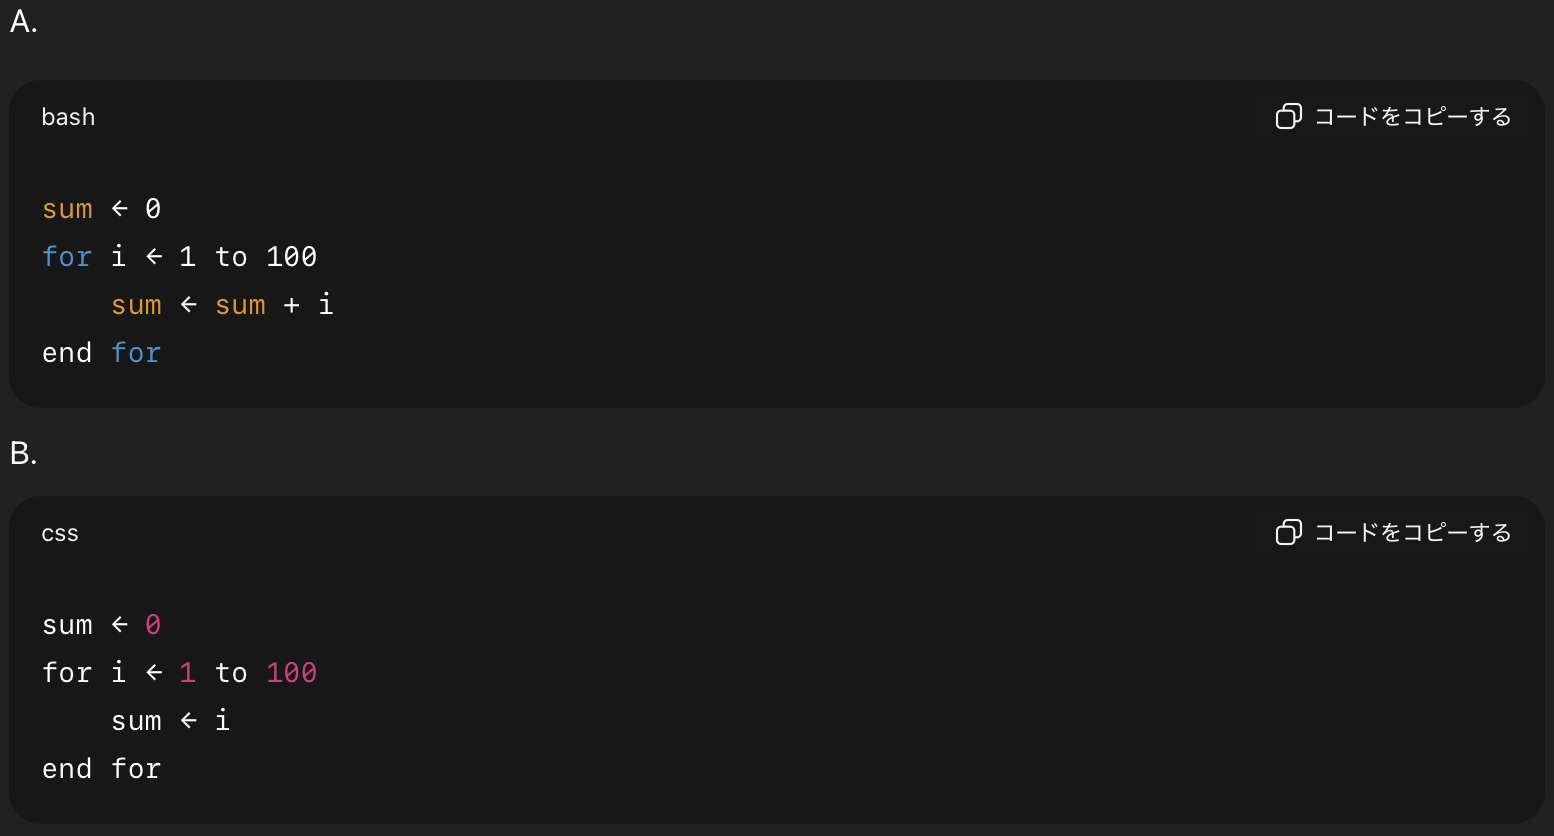 A.
bash
コードをコピーする
sum ← 0
for i ← 1 to 100
    sum ← sum + i
end for
B.
css
コードをコピーする
sum ← 0
for i ← 1 to 100
    sum ← i
end for